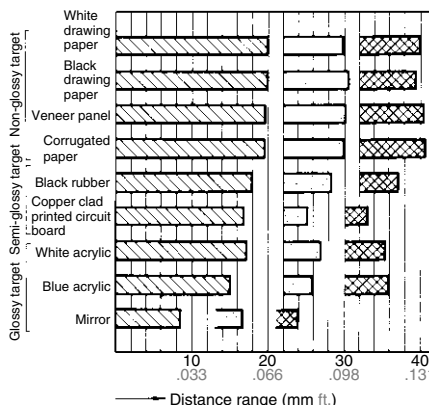 White
drawing
paper
Black
drawing
paper
Veneer panel
Corrugated
paper
Black rubber
Copper clad
printed circuit
board
White acrylic
Blue acrylic
Mirror
Non-glossy target
Semi-glossy target
Glossy target
10 20 30 40
.033 .066 .098 .131
Distance range (mm ft.)